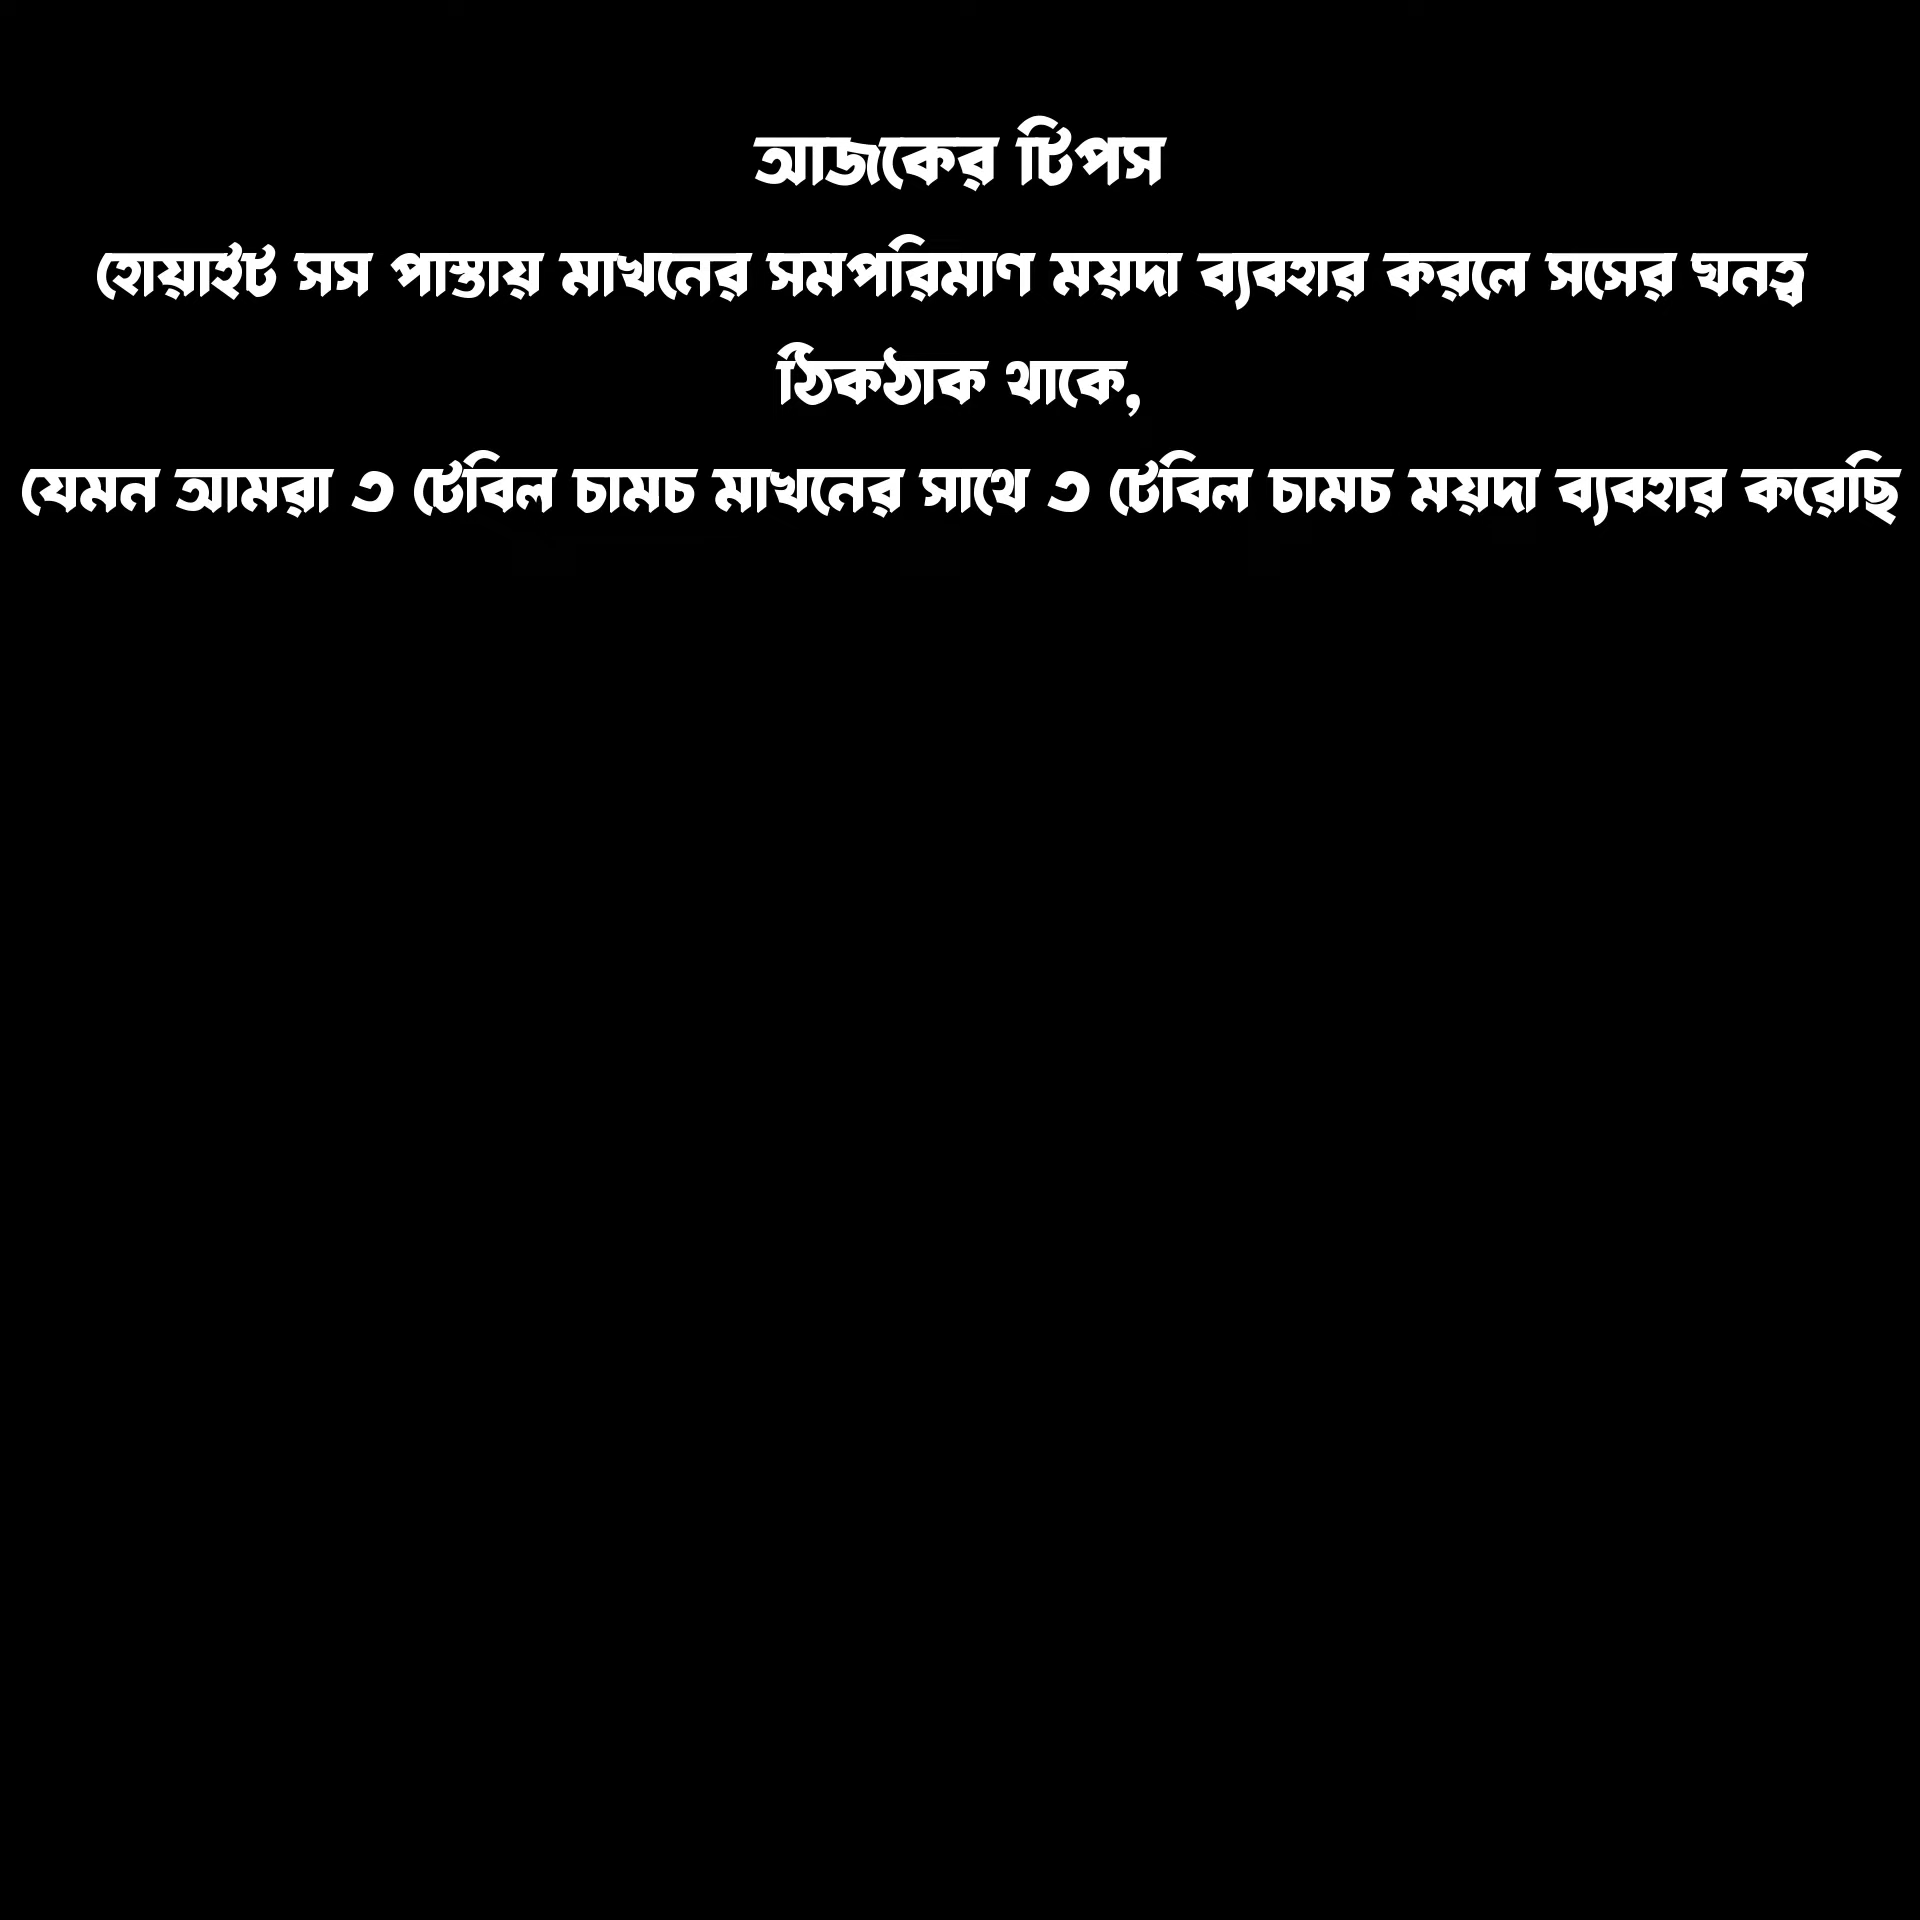 আজকের টিপস
হোয়াইট সস পাস্তায় মাখনের সমপরিমাণ ময়দা ব্যবহার করলে সসের ঘনত্ব
ঠিকঠাক থাকে,
যেমন আমরা ৩ টেবিল চামচ মাখনের সাথে ৩ টেবিল চামচ ময়দা ব্যবহার করেছি